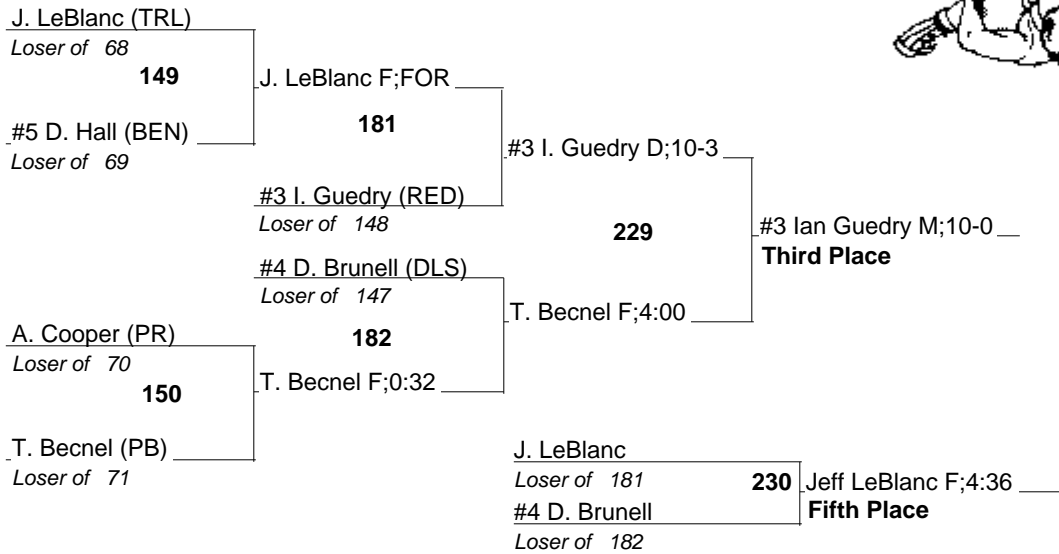 J. LeBlanc (TRL)
Loser of 68
149
#5 D. Hall (BEN)
Loser of 69
J. LeBlanc F;FOR
181
#3 I. Guedry (RED)
Loser of 148
#3 I. Guedry D;10-3
229
#3 Ian Guedry M;10-0
Third Place
#4 D. Brunell (DLS)
Loser of 147
182
T. Becnel F;4:00
A. Cooper (PR)
Loser of 70
150
T. Becnel F;0:32
T. Becnel (PB)
Loser of 71
J. LeBlanc
Loser of 181
230
#4 D. Brunell
Loser of 182
Jeff LeBlanc F;4:36
Fifth Place